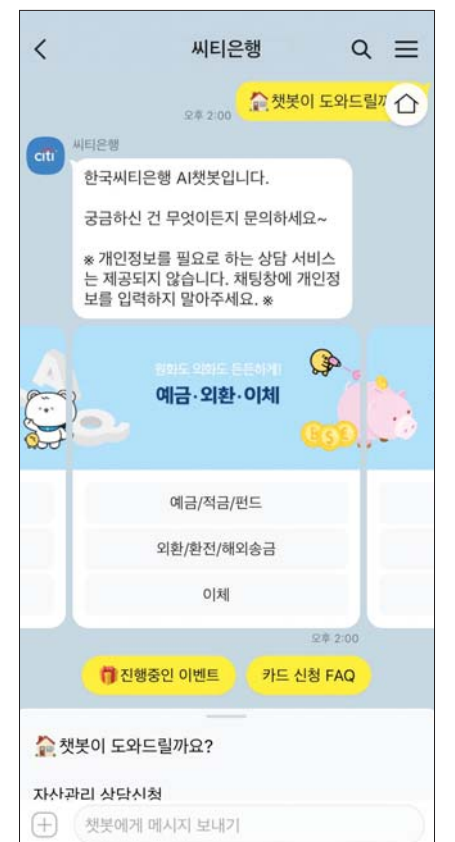 씨티은행
🏠챗봇이 도와드릴까
오후 2:00
citi
씨티은행
한국씨티은행 AI챗봇입니다.
궁금하신 건 무엇이든지 문의하세요~
※ 개인정보를 필요로 하는 상담 서비스
는 제공되지 않습니다. 채팅창에 개인정
보를 입력하지 말아주세요. ※
원화도 외화도 든든하게!
예금·외환·이체
예금/적금/펀드
외환/환전/해외송금
이체
오후 2:00
🎁진행중인 이벤트
카드 신청 FAQ
🏠챗봇이 도와드릴까요?
자산관리 상담신청
챗봇에게 메시지 보내기